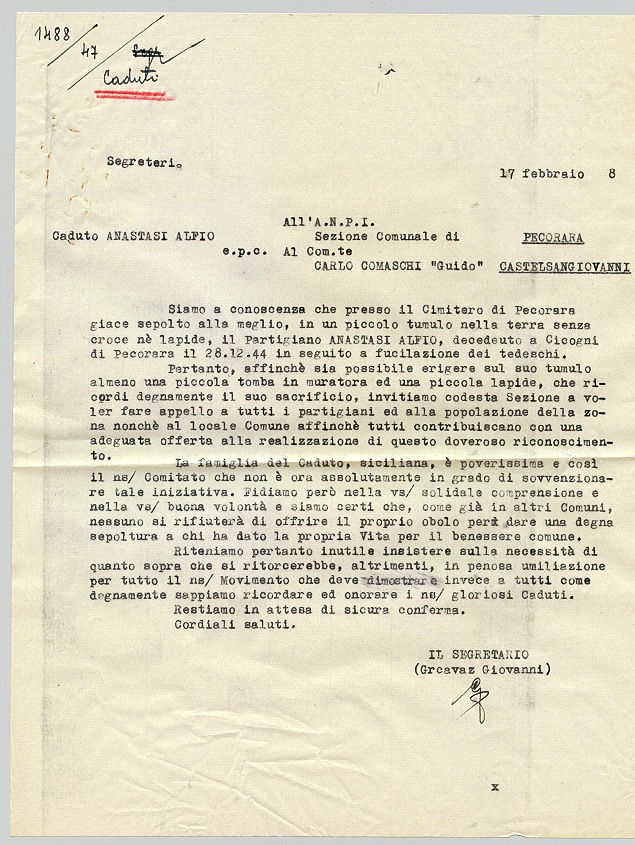 1488
47
Caduti
Segreteri.
17 febbraio 8
All'A.N.P.I.
Caduto ANASTASI ALFIO Sezione Comunale di PECORARA
e.p.c. Al Com.te
CARLO COMASCHI "Guido" CASTELSANGIOVANNI
Siamo a conoscenza che presso il Cimitero di Pecorara
giace sepolto alla meglio, in un piccolo tumulo nella terra senza
croce nè lapide, il Partigiano ANASTASI ALFIO, decedeuto a Cicogni
di Pecorara il 28.12.44 in seguito a fucilazione dei tedeschi.
Pertanto, affinchè sia possibile erigere sul suo tumulo
almeno una piccola tomba in muratora ed una piccola lapide, che ri-
cordi degnamente il suo sacrificio, invitiamo codesta Sezione a vo-
ler fare appello a tutti i partigiani ed alla popolazione della zo-
na nonchè al locale Comune affinchè tutti contribuiscano con una
adeguata offerta alla realizzazione di questo doveroso riconoscimen-
to.
La famiglia del Caduto, siciliana, è poverissima e così
il ns/ Comitato che non è ora assolutamente in grado di sovvenziona-
re tale iniziativa. Fidiamo però nella vs/ solidale comprensione e
nella vs/ buona volontà e siamo certi che, come già in altri Comuni,
nessuno si rifiuterà di offrire il proprio obolo per dare una degna
sepoltura a chi ha dato la propria Vita per il benessere comune.
Riteniamo pertanto inutile insistere sulla necessità di
quanto sopra che si ritorcerebbe, altrimenti, in penosa umiliazione
per tutto il ns/ Movimento che deve dimostrare invece a tutti come
degnamente sappiamo ricordare ed onorare i ns/ gloriosi Caduti.
Restiamo in attesa di sicura conferma.
Cordiali saluti.
IL SEGRETARIO
(Grcavaz Giovanni)
x